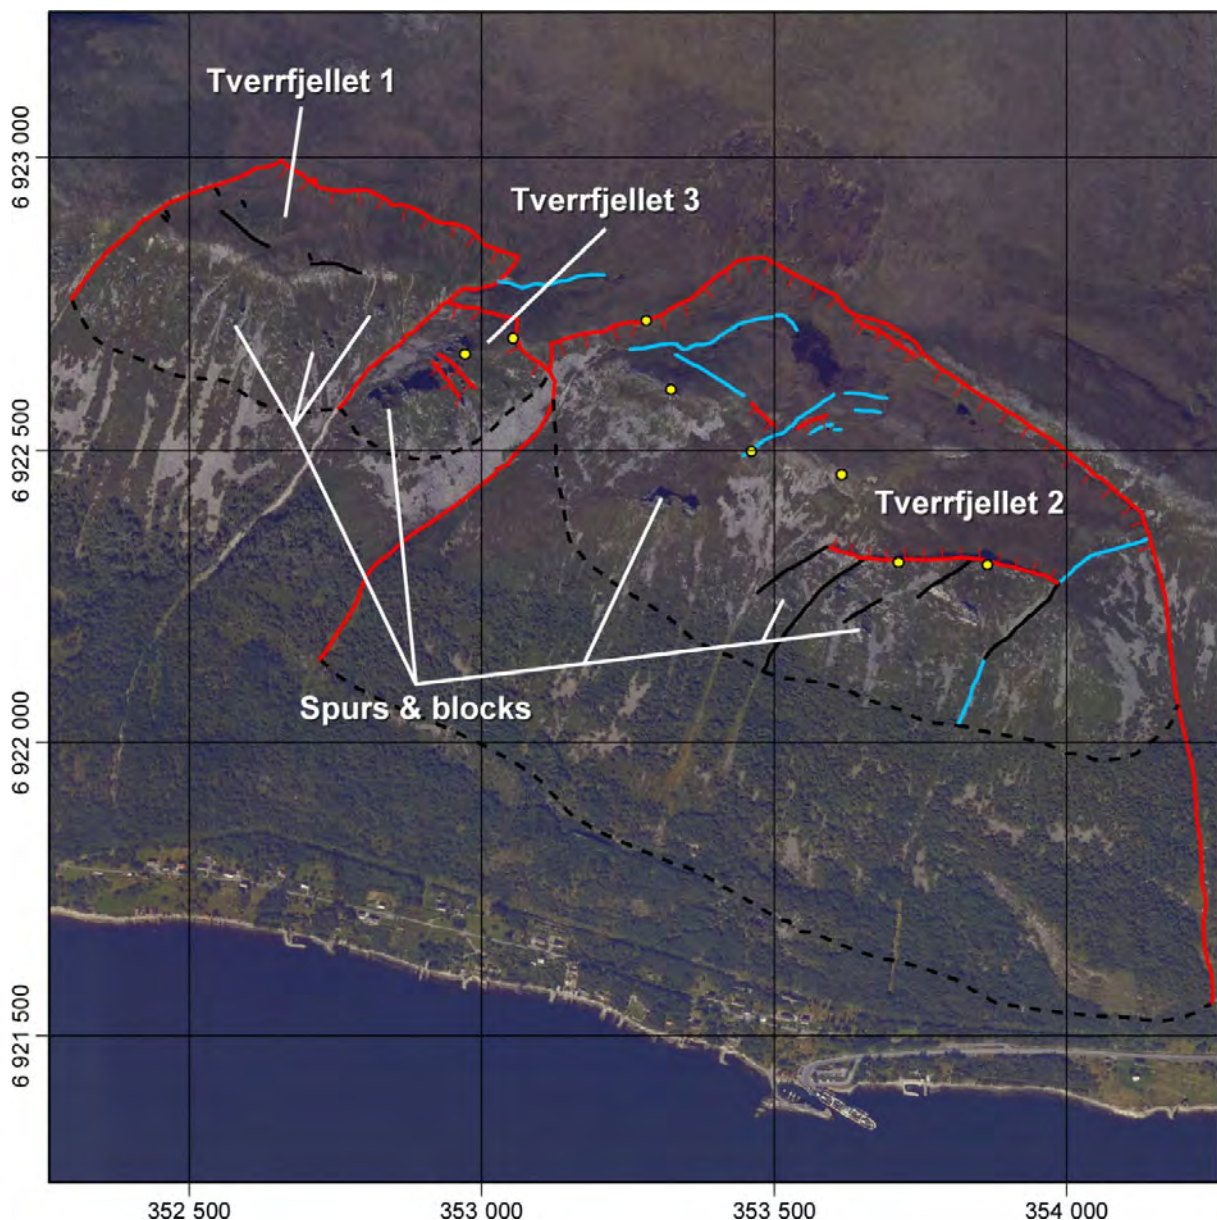 Tverrfjellet 1
Tverrfjellet 3
Tverrfjellet 2
Spurs & blocks
6 923 000
6 922 500
6 922 000
6 921 500
352 500
353 000
353 500
354 000